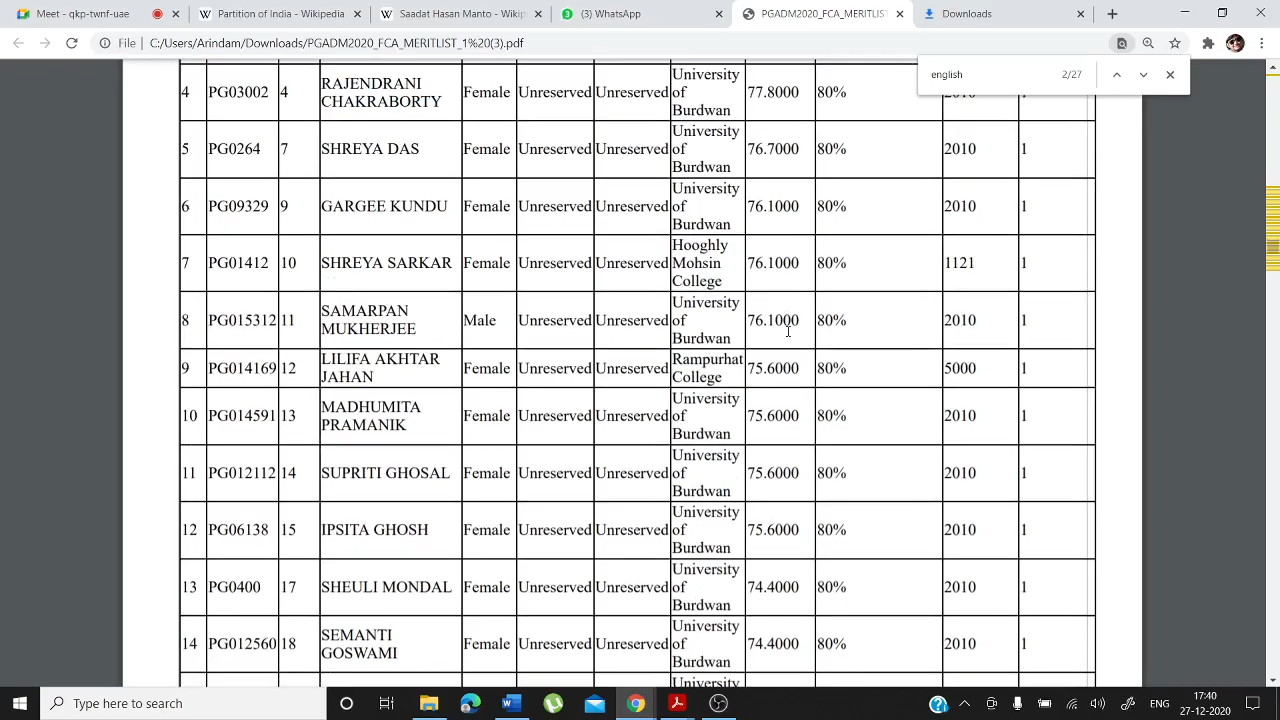 Meet - qkp-twnf-uae
Partition of India - Wikipedia
Saadat Hasan Manto - Wikip
(3) WhatsApp
PGADM2020_FCA_MERITLIST
Downloads
File | C:/Users/Arindam/Downloads/PGADM2020_FCA_MERITLIST_1%20(3).pdf
english 2/27
4 PG03002 4 RAJENDRANI CHAKRABORTY Female Unreserved Unreserved University of Burdwan 77.8000 80% 2010 1
5 PG0264 7 SHREYA DAS Female Unreserved Unreserved University of Burdwan 76.7000 80% 2010 1
6 PG09329 9 GARGEE KUNDU Female Unreserved Unreserved University of Burdwan 76.1000 80% 2010 1
7 PG01412 10 SHREYA SARKAR Female Unreserved Unreserved Hooghly Mohsin College 76.1000 80% 1121 1
8 PG015312 11 SAMARPAN MUKHERJEE Male Unreserved Unreserved University of Burdwan 76.1000 80% 2010 1
9 PG014169 12 LILIFA AKHTAR JAHAN Female Unreserved Unreserved Rampurhat College 75.6000 80% 5000 1
10 PG014591 13 MADHUMITA PRAMANIK Female Unreserved Unreserved University of Burdwan 75.6000 80% 2010 1
11 PG012112 14 SUPRITI GHOSAL Female Unreserved Unreserved University of Burdwan 75.6000 80% 2010 1
12 PG06138 15 IPSITA GHOSH Female Unreserved Unreserved University of Burdwan 75.6000 80% 2010 1
13 PG0400 17 SHEULI MONDAL Female Unreserved Unreserved University of Burdwan 74.4000 80% 2010 1
14 PG012560 18 SEMANTI GOSWAMI Female Unreserved Unreserved University of Burdwan 74.4000 80% 2010 1
University
Type here to search
ENG
17:40
27-12-2020